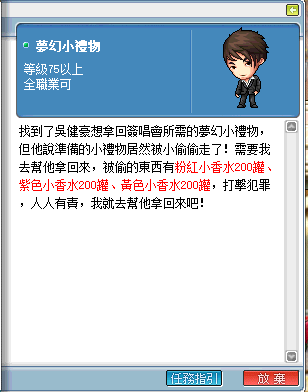 夢幻小禮物
等級75以上
全職業可
找到了吳健豪想拿回簽唱會所需的夢幻小禮物，
但他說準備的小禮物居然被小偷偷走了！需要我
去幫他拿回來，被偷的東西有粉紅小香水200罐、
紫色小香水200罐、黃色小香水200罐，打擊犯罪
，人人有責，我就去幫他拿回來吧！
任務指引
放棄